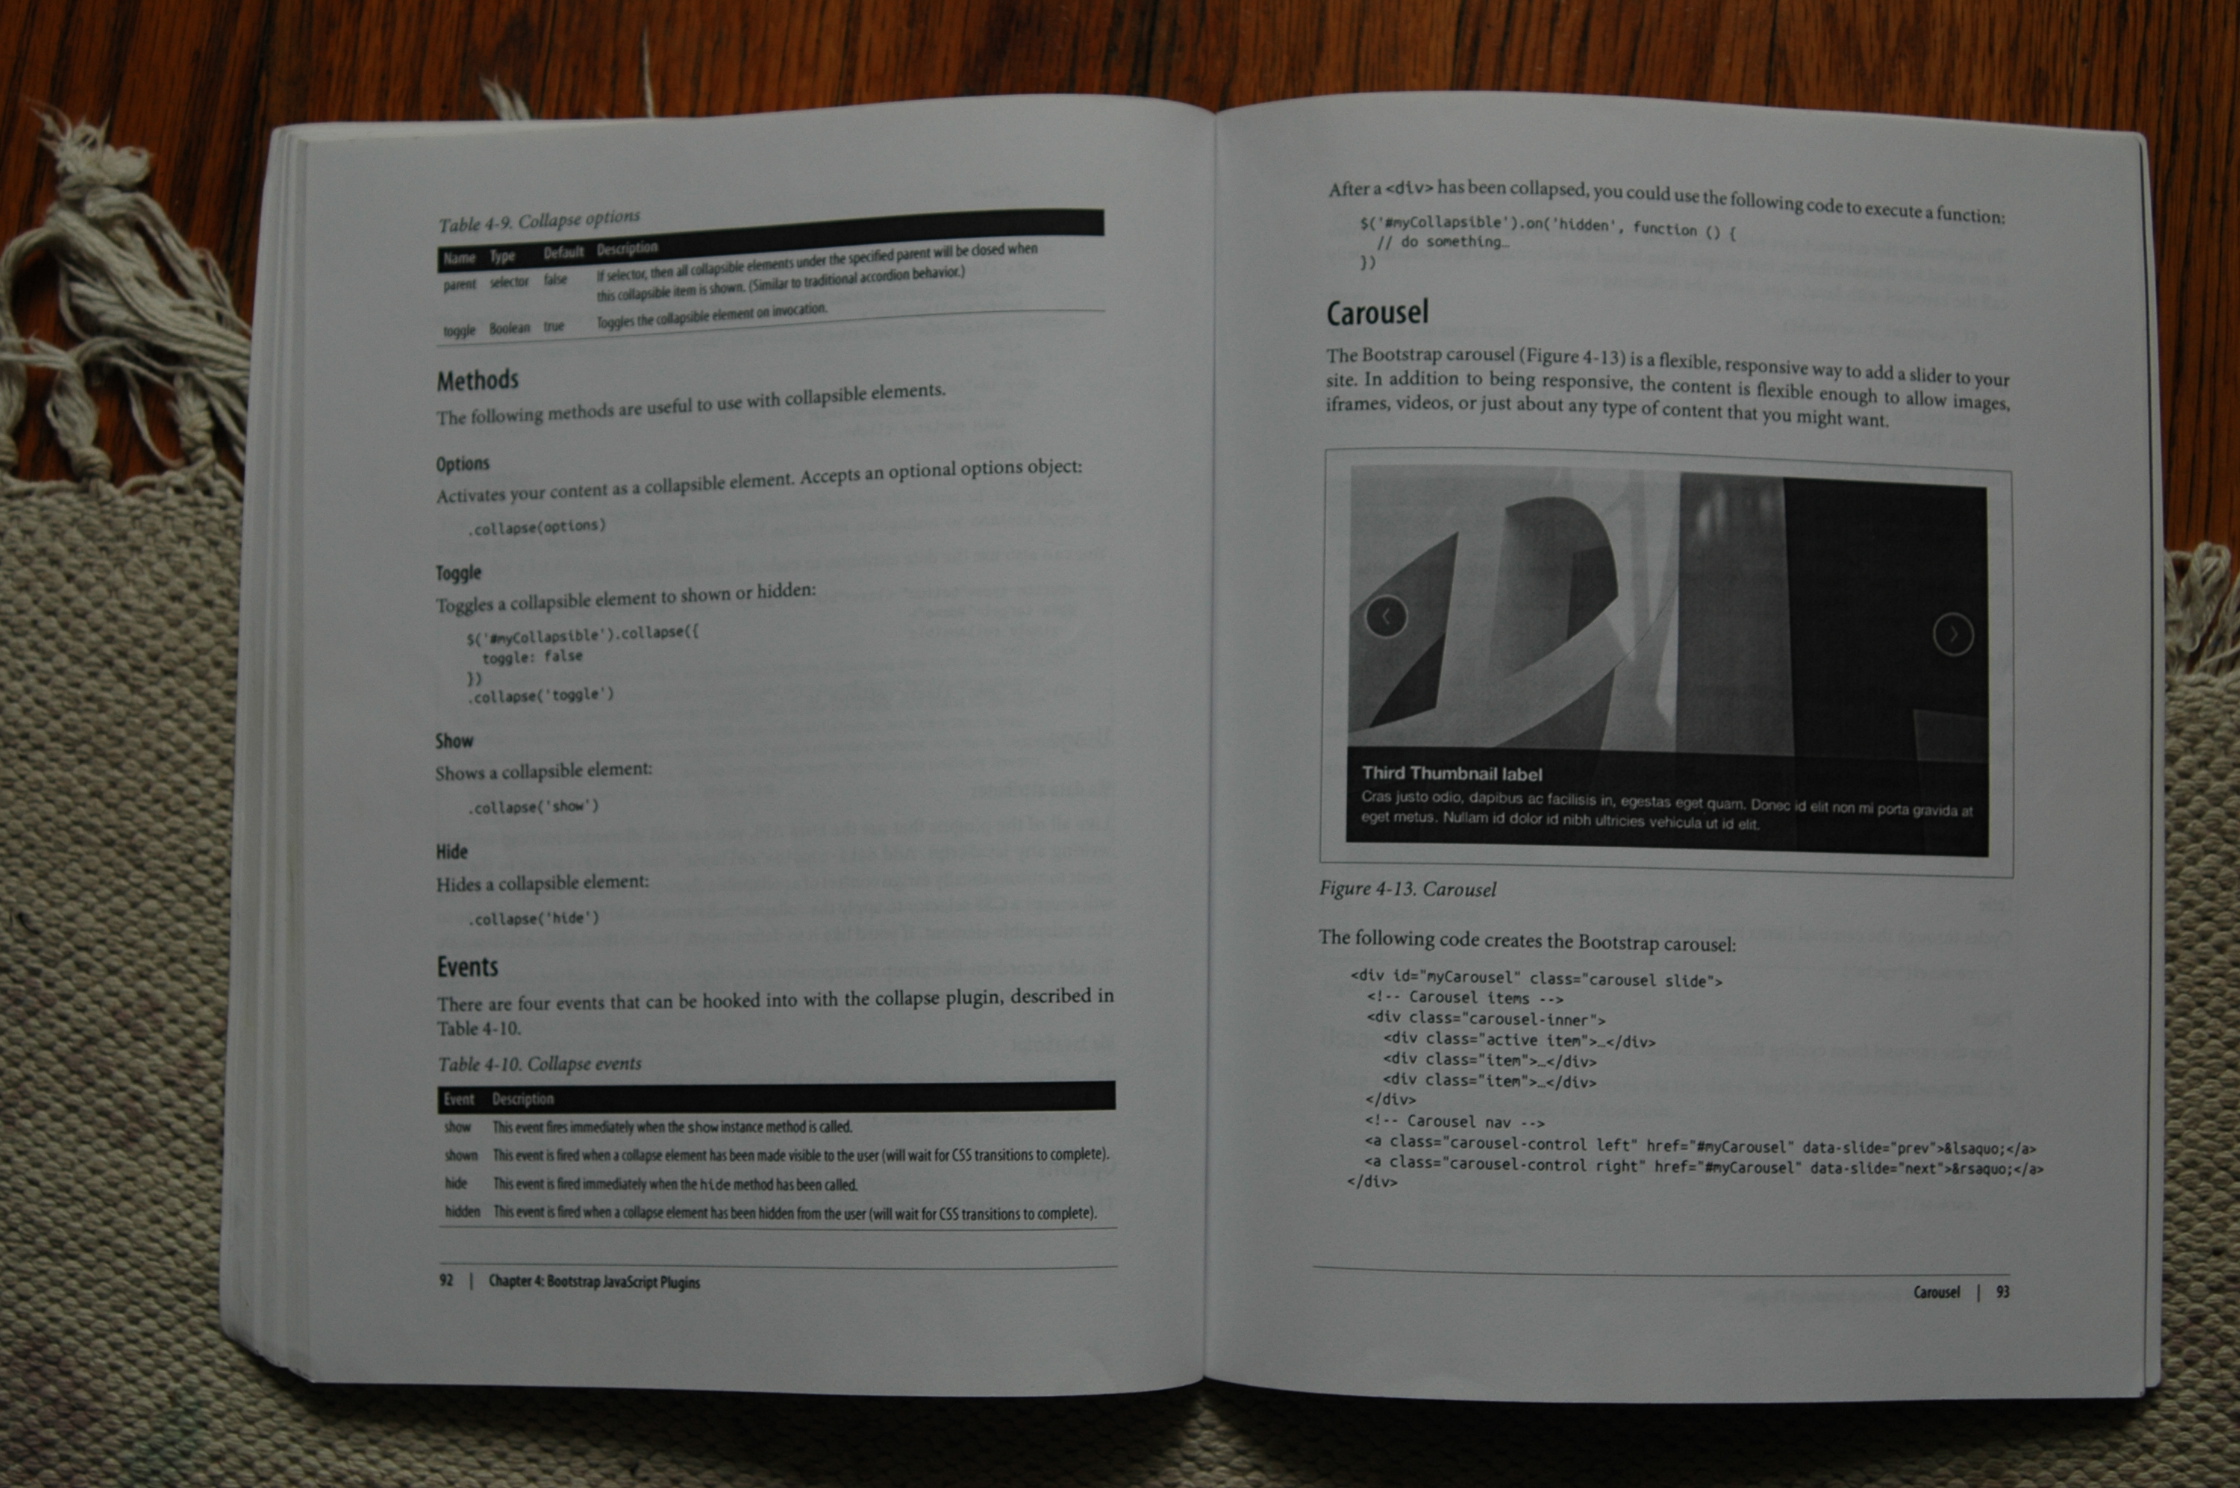 Table 4-9. Collapse options
Name Type Default Description
parent selector false If selector, then all collapsible elements under the specified parent will be closed when
this collapsible item is shown. (Similar to traditional accordion behavior.)
toggle Boolean true Toggles the collapsible element on invocation.
Methods
The following methods are useful to use with collapsible elements.
Options
Activates your content as a collapsible element. Accepts an optional options object:
.collapse(options)
Toggle
Toggles a collapsible element to shown or hidden:
$('#myCollapsible').collapse({
toggle: false
})
.collapse('toggle')
Show
Shows a collapsible element:
.collapse('show')
Hide
Hides a collapsible element:
.collapse('hide')
Events
There are four events that can be hooked into with the collapse plugin, described in
Table 4-10.
Table 4-10. Collapse events
Event Description
show This event fires immediately when the show instance method is called.
shown This event is fired when a collapse element has been made visible to the user (will wait for CSS transitions to complete).
hide This event is fired immediately when the hide method has been called.
hidden This event is fired when a collapse element has been hidden from the user (will wait for CSS transitions to complete).
92 | Chapter 4: Bootstrap JavaScript Plugins
After a <div> has been collapsed, you could use the following code to execute a function:
$('#myCollapsible').on('hidden', function () {
// do something…
})
Carousel
The Bootstrap carousel (Figure 4-13) is a flexible, responsive way to add a slider to your
site. In addition to being responsive, the content is flexible enough to allow images,
iframes, videos, or just about any type of content that you might want.
Third Thumbnail label
Cras justo odio, dapibus ac facilisis in, egestas eget quam. Donec id elit non mi porta gravida at
eget metus. Nullam id dolor id nibh ultricies vehicula ut id elit.
Figure 4-13. Carousel
The following code creates the Bootstrap carousel:
<div id="myCarousel" class="carousel slide">
<!-- Carousel items -->
<div class="carousel-inner">
<div class="active item">…</div>
<div class="item">…</div>
<div class="item">…</div>
</div>
<!-- Carousel nav -->
<a class="carousel-control left" href="#myCarousel" data-slide="prev">&lsaquo;</a>
<a class="carousel-control right" href="#myCarousel" data-slide="next">&rsaquo;</a>
</div>
Carousel | 93